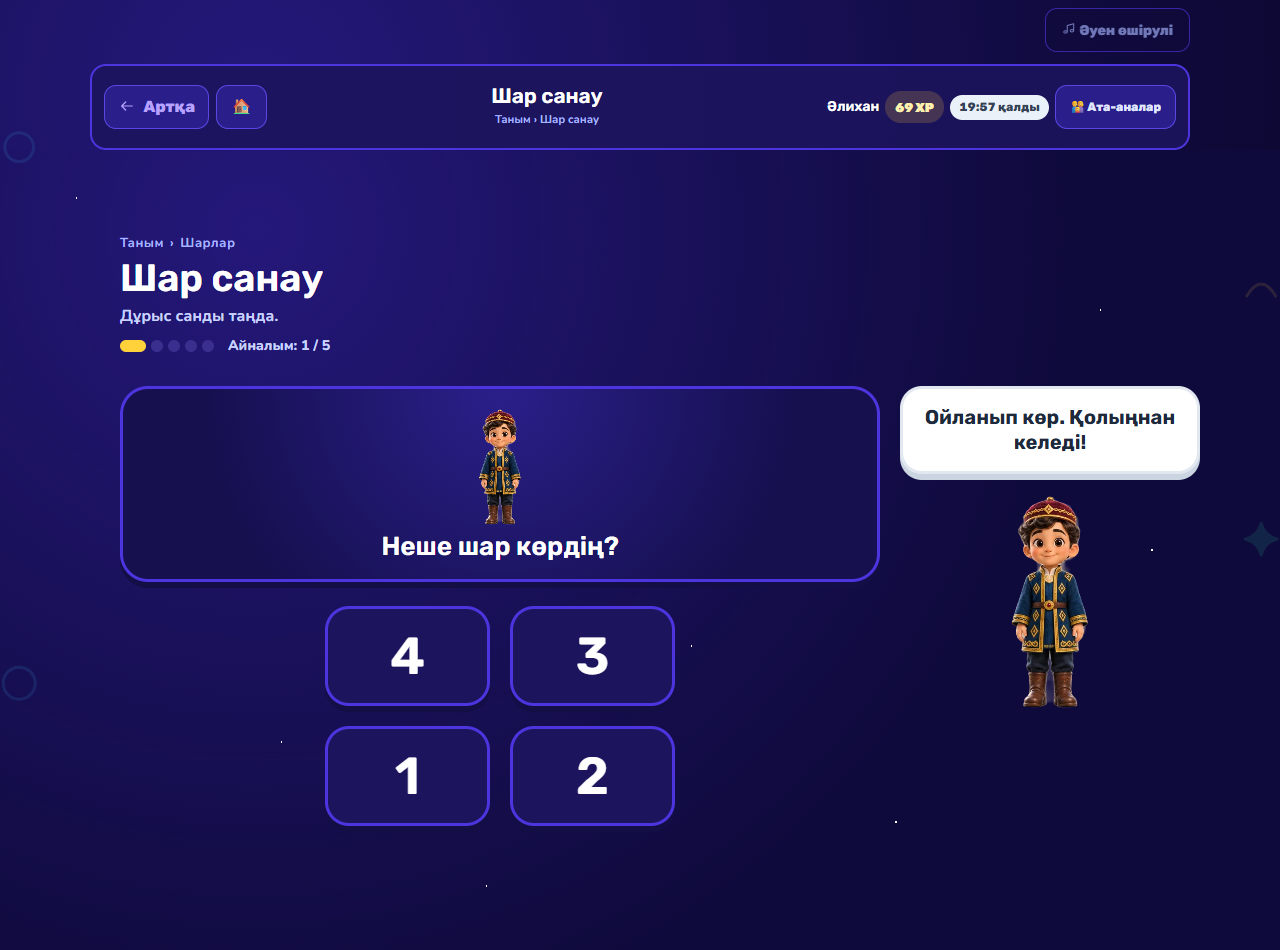 Әуен өшірулі
Артқа
Шар санау
Таным › Шар санау
Әлихан
69 XP
19:57 қалды
Ата-аналар
Таным › Шарлар
Шар санау
Дұрыс санды таңда.
Айналым: 1 / 5
Неше шар көрдің?
Ойланып көр. Қолыңнан
келеді!
4
3
1
2